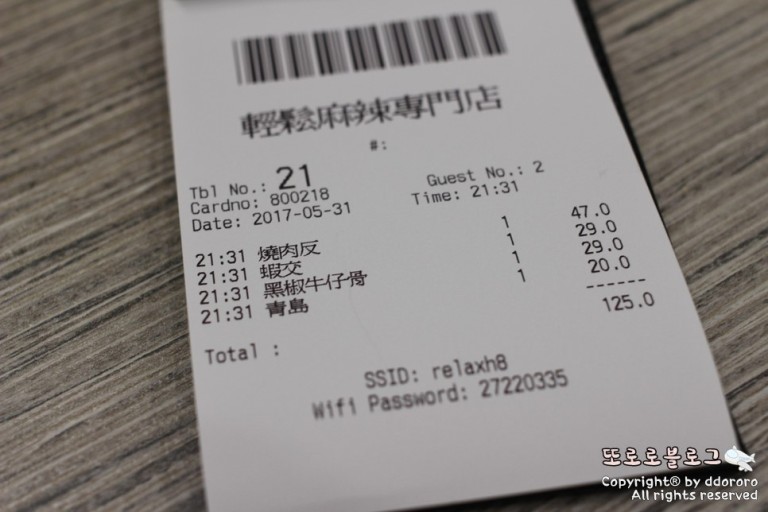 輕鬆麻辣専門店
#:
Tbl No.: 21
Cardno: 800218 Guest No.: 2
Date: 2017-05-31 Time: 21:31
21:31 燒肉反 1 47.0
21:31 蝦交 1 29.0
21:31 黑椒牛仔骨 1 29.0
21:31 青島 1 20.0
------
Total : 125.0
SSID: relaxh8
Wifi Password: 27220335
또로로블로그
Copyright® by ddororo
All rights reserved